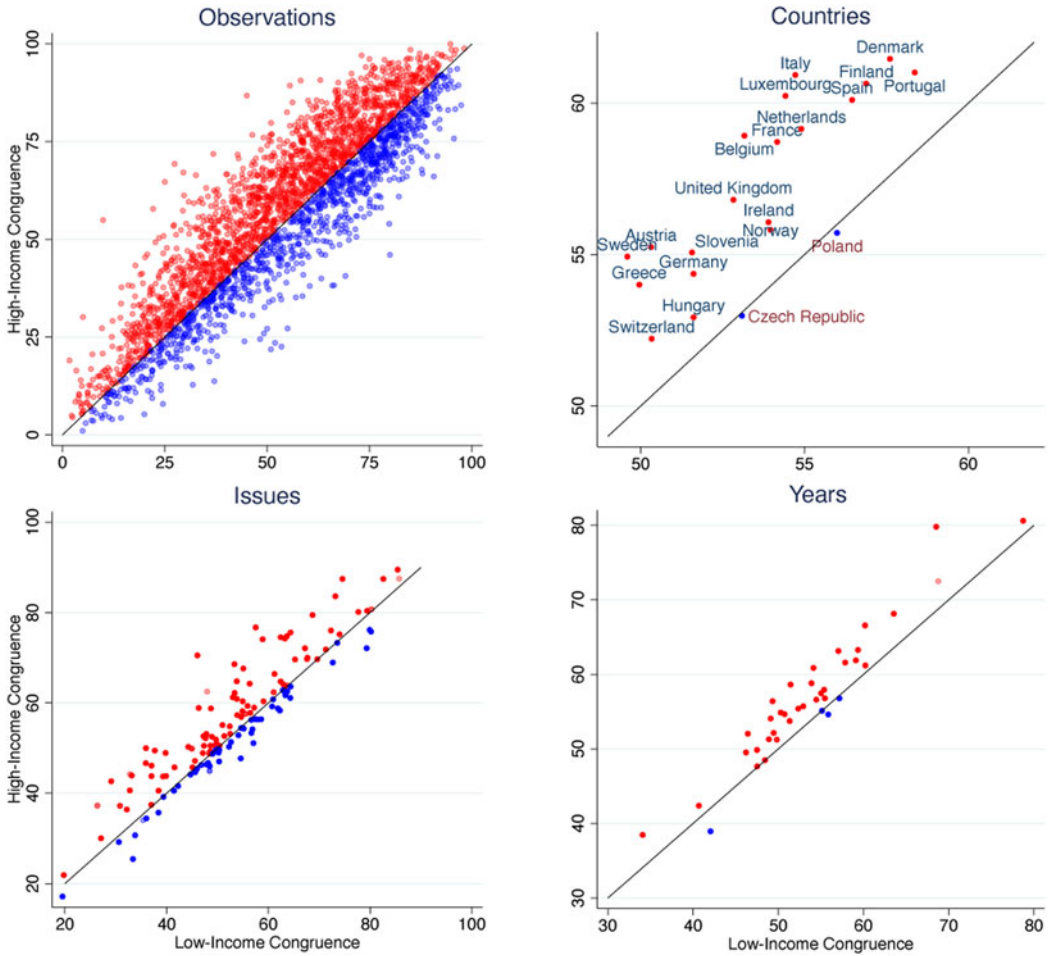 Observations
High-Income Congruence
100
75
50
25
0
0 25 50 75 100
Countries
60
55
50
50 55 60
Denmark
Italy
Finland
Luxembourg
Spain
Portugal
Netherlands
France
Belgium
United Kingdom
Ireland
Norway
Austria
Slovenia
Sweden
Poland
Germany
Greece
Hungary
Czech Republic
Switzerland
Issues
High-Income Congruence
100
80
60
40
20
20 40 60 80 100
Low-Income Congruence
Years
80
70
60
50
40
30
30 40 50 60 70 80
Low-Income Congruence